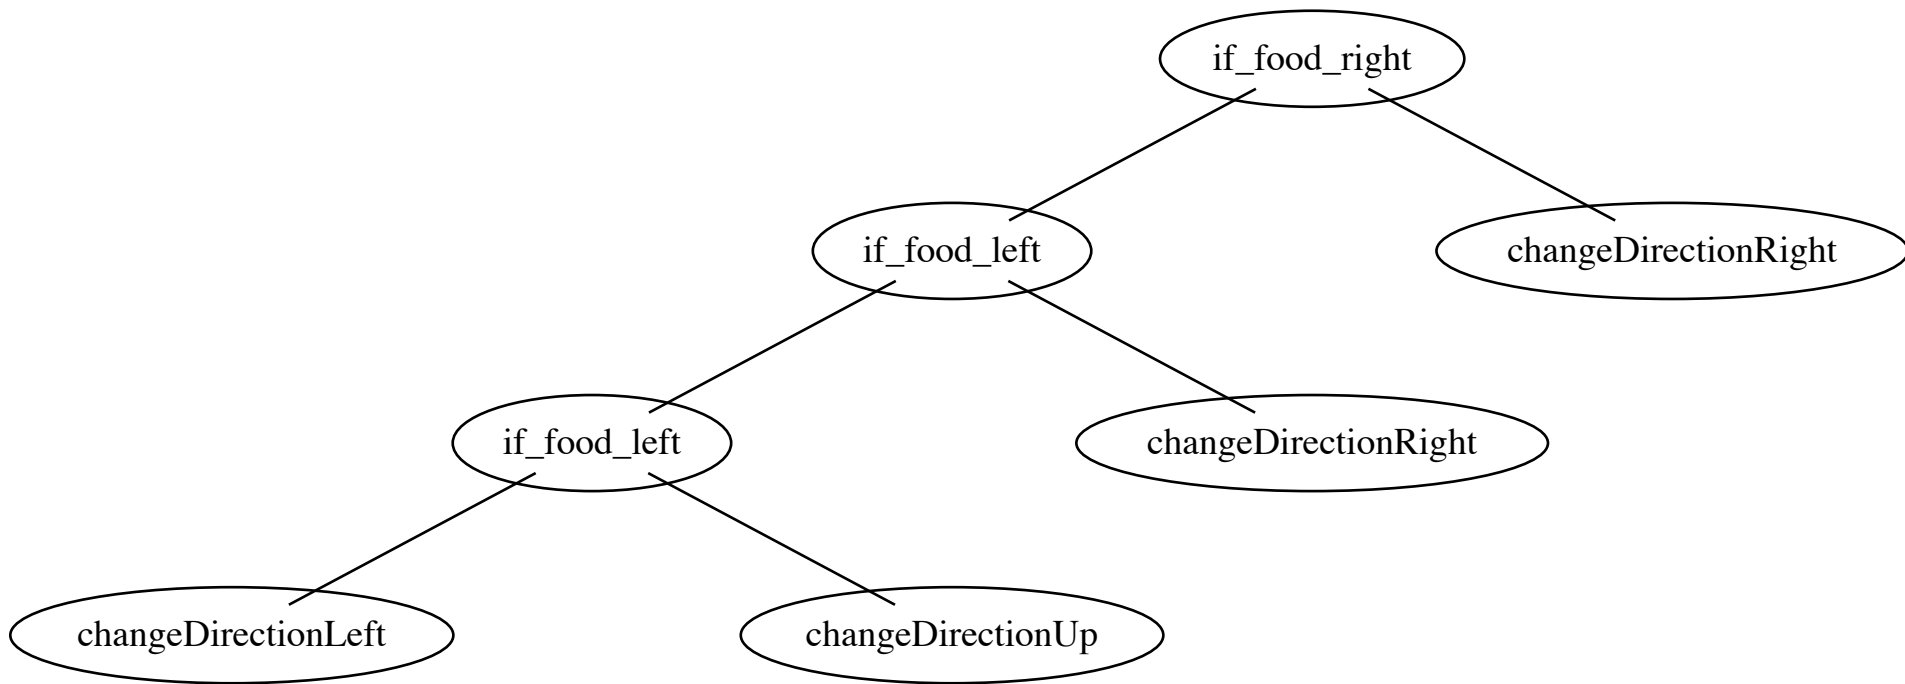 if_food_right
if_food_left
changeDirectionRight
if_food_left
changeDirectionRight
changeDirectionLeft
changeDirectionUp